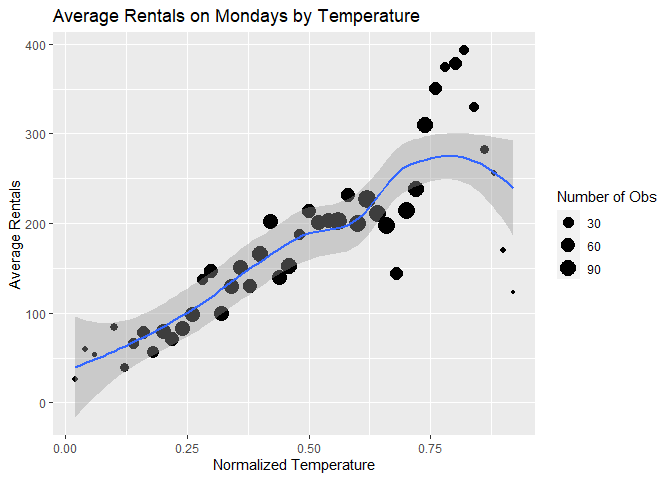 Average Rentals on Mondays by Temperature
400
300
200
100
0
Average Rentals
0.00 0.25 0.50 0.75
Normalized Temperature
Number of Obs
30
60
90